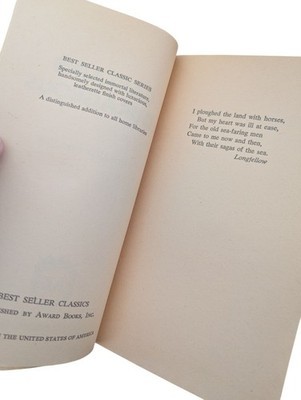 BEST SELLER CLASSIC SERIES
Specially selected immortal literature,
handsomely designed with luxurious,
leatherette finish covers
A distinguished addition to all home libraries
BEST SELLER CLASSICS
ISHED BY AWARD BOOKS, INC.
THE UNITED STATES OF AMERICA
I ploughed the land with horses,
But my heart was ill at ease,
For the old sea-faring men
Came to me now and then,
With their sagas of the sea.
Longfellow